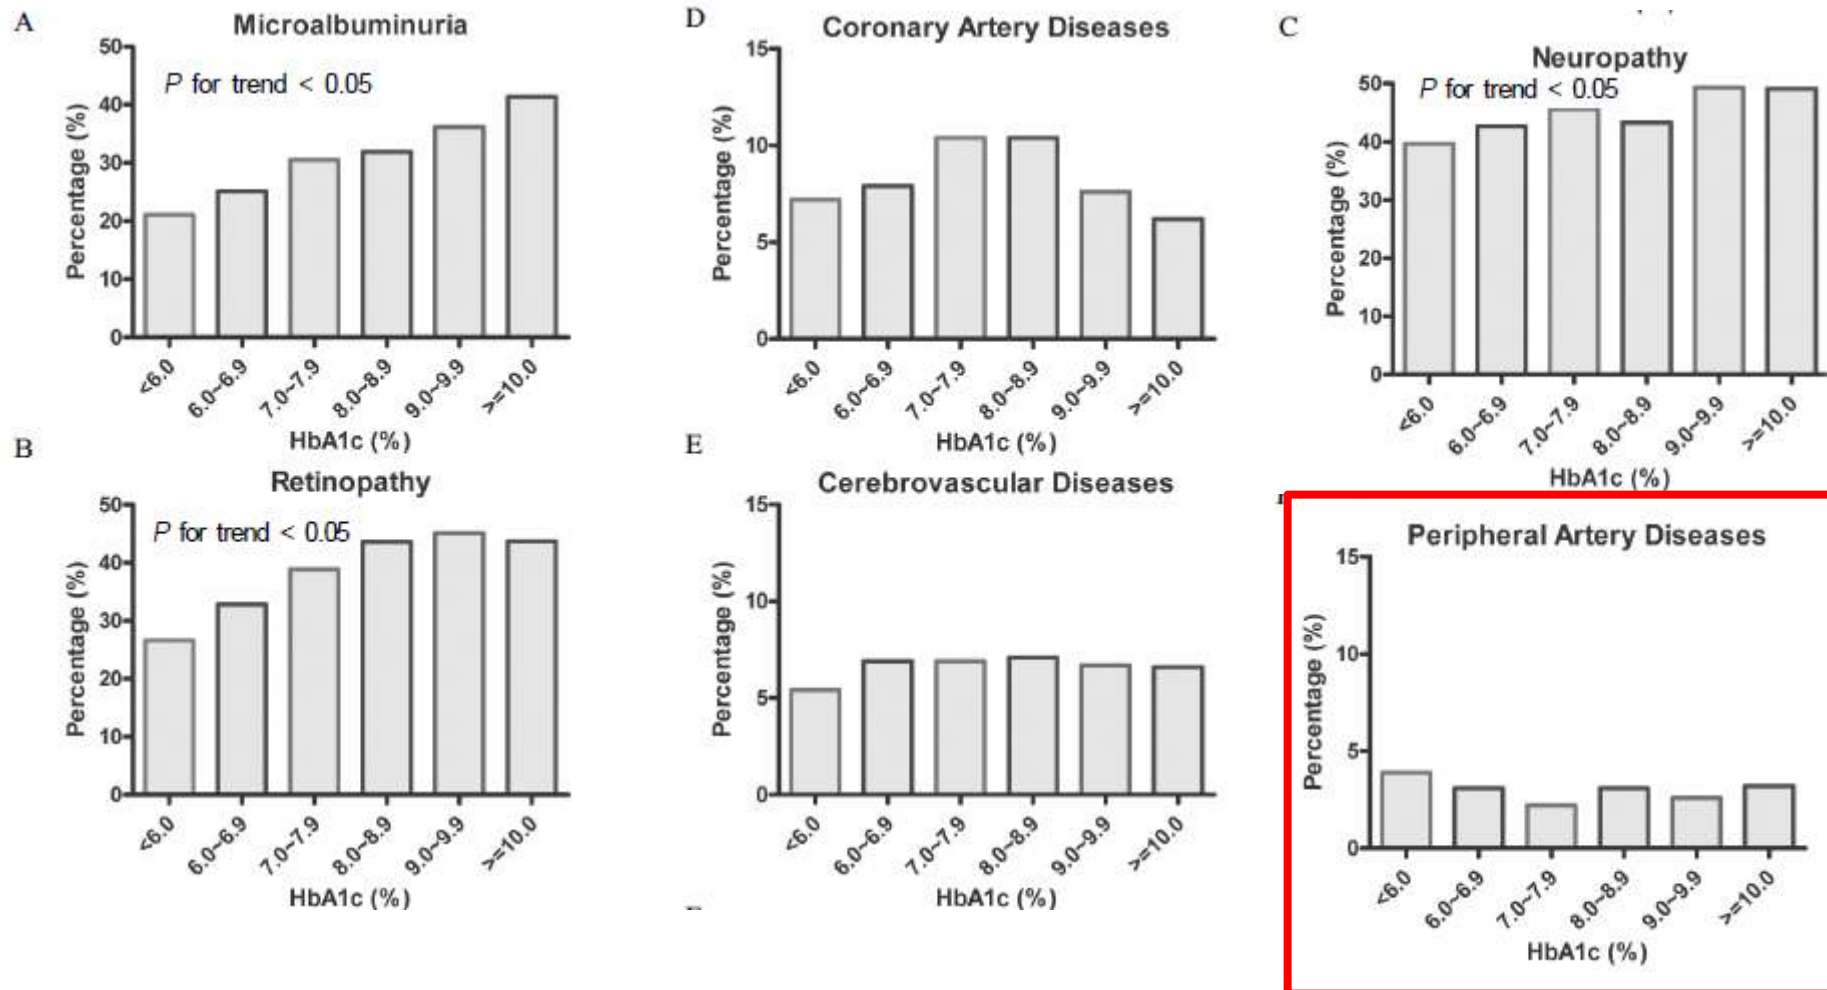 A
Microalbuminuria
P for trend < 0.05
Percentage (%)
50
40
30
20
10
0
<6.0
6.0~6.9
7.0~7.9
8.0~8.9
9.0~9.9
>=10.0
HbA1c (%)
D
Coronary Artery Diseases
Percentage (%)
15
10
5
0
<6.0
6.0~6.9
7.0~7.9
8.0~8.9
9.0~9.9
>=10.0
C
Neuropathy
P for trend < 0.05
Percentage (%)
50
40
30
20
10
0
<6.0
6.0~6.9
7.0~7.9
8.0~8.9
9.0~9.9
>=10.0
HbA1c (%)
B
Retinopathy
P for trend < 0.05
Percentage (%)
50
40
30
20
10
0
<6.0
6.0~6.9
7.0~7.9
8.0~8.9
9.0~9.9
>=10.0
HbA1c (%)
E
Cerebrovascular Diseases
Percentage (%)
15
10
5
0
<6.0
6.0~6.9
7.0~7.9
8.0~8.9
9.0~9.9
>=10.0
HbA1c (%)
Peripheral Artery Diseases
Percentage (%)
15
10
5
0
<6.0
6.0~6.9
7.0~7.9
8.0~8.9
9.0~9.9
>=10.0
HbA1c (%)